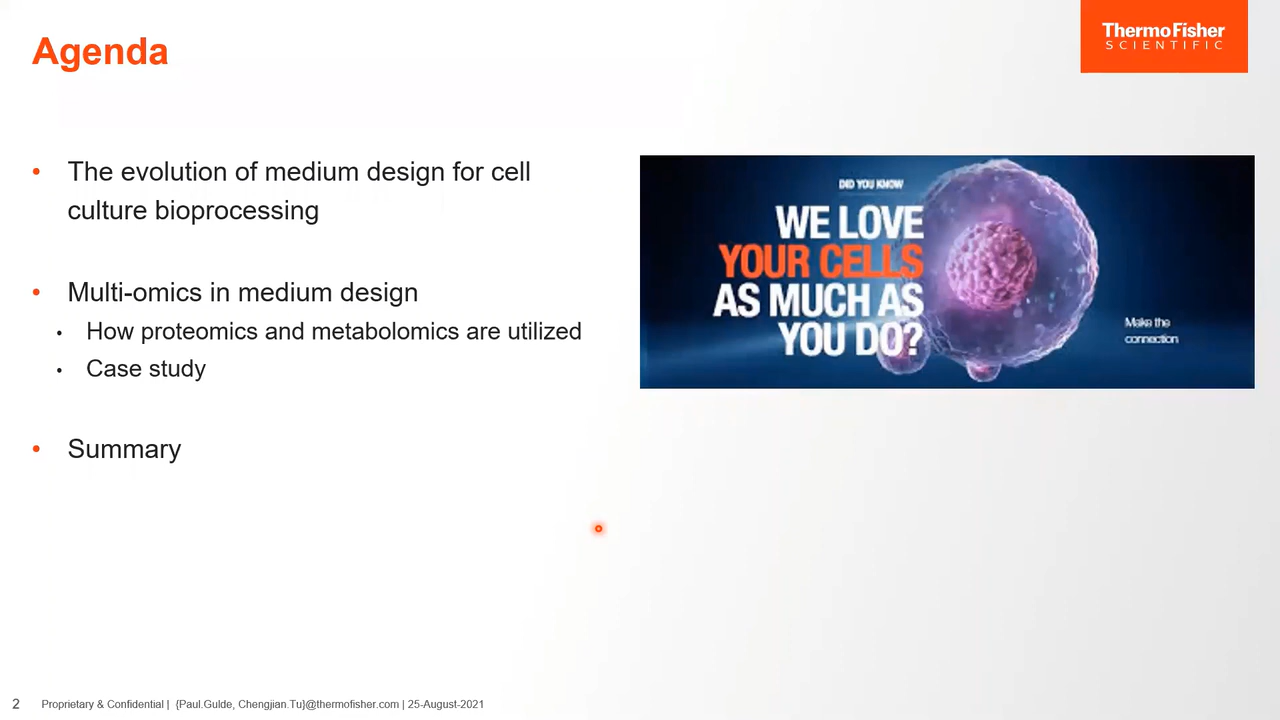 Agenda
ThermoFisher
SCIENTIFIC
• The evolution of medium design for cell
culture bioprocessing
• Multi-omics in medium design
• How proteomics and metabolomics are utilized
• Case study
• Summary
DID YOU KNOW
WE LOVE
YOUR CELLS
AS MUCH AS
YOU DO?
Make the
connection
2 Proprietary & Confidential | {Paul.Gulde, Chengjian.Tu}@thermofisher.com | 25-August-2021